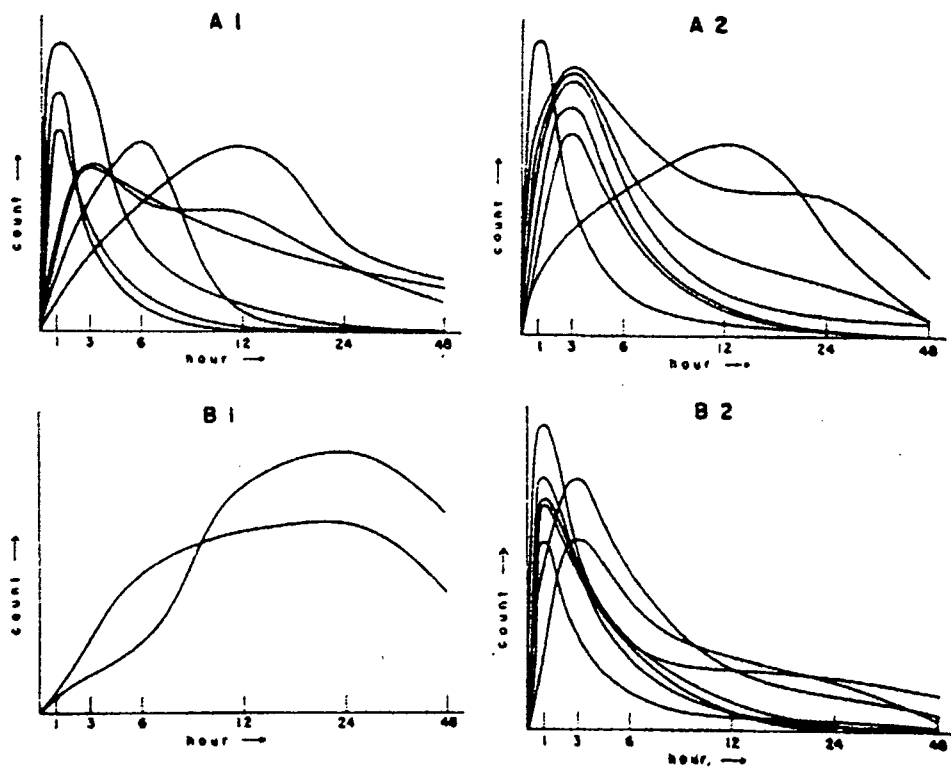 A 1
count →
1 3 6 12 24 48
hour →
A 2
count →
1 3 6 12 24 48
hour →
B 1
count →
1 3 6 12 24 48
hour →
B 2
count →
1 3 6 12 24 48
hour, →